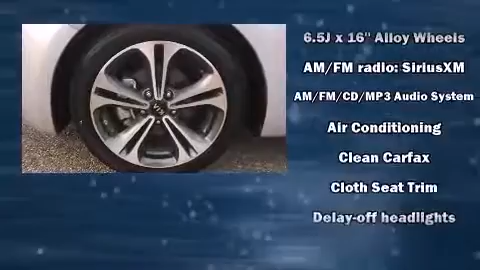 6.5J x 16" Alloy Wheels
AM/FM radio: SiriusXM
AM/FM/CD/MP3 Audio System
Air Conditioning
Clean Carfax
Cloth Seat Trim
Delay-off headlights
KIA